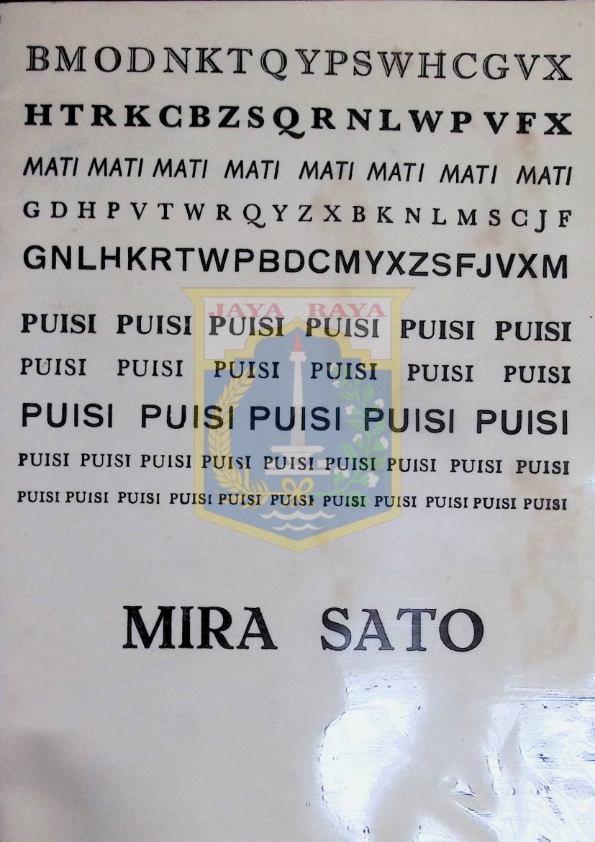 BMODNKTQYPSWHCGVX
HTRKCBZSQRNLWPVFX
MATI MATI MATI MATI MATI MATI MATI MATI
GDHPVTWRQYZXBKNLMSCJF
GNLHKRTWPBDCMYXZSFJVXM
JAYA RAYA
PUISI PUISI PUISI PUISI PUISI PUISI
PUISI PUISI PUISI PUISI PUISI PUISI
PUISI PUISI PUISI PUISI PUISI
PUISI PUISI PUISI PUISI PUISI PUISI PUISI PUISI PUISI
PUISI PUISI PUISI PUISI PUISI PUISI PUISI PUISI PUISI PUISI PUISI
MIRA SATO